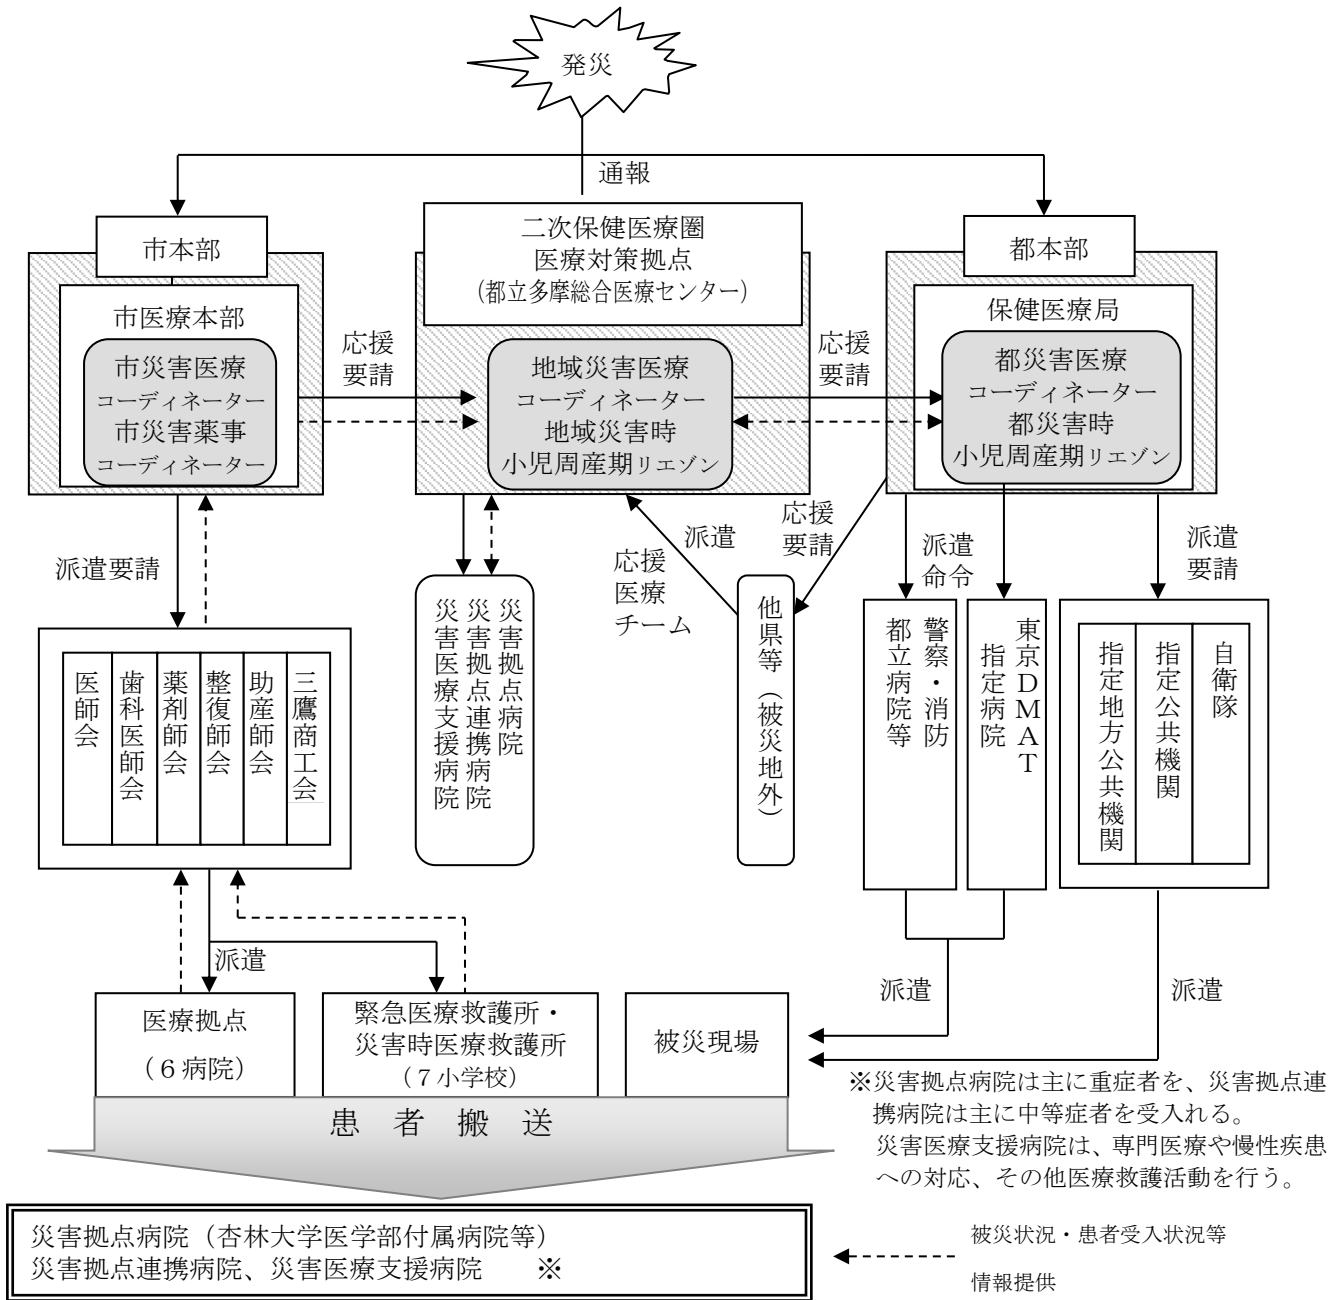 発災
通報
市本部
二次保健医療圏
医療対策拠点
（都立多摩総合医療センター）
都本部
市医療本部
保健医療局
市災害医療
コーディネーター
市災害薬事
コーディネーター
応援
要請
地域災害医療
コーディネーター
地域災害時
小児周産期リエゾン
応援
要請
都災害医療
コーディネーター
都災害時
小児周産期リエゾン
派遣要請
派遣
応援
医療
チーム
応援
要請
派遣
命令
派遣
要請
医師会
歯科医師会
薬剤師会
整復師会
助産師会
三鷹商工会
災害拠点病院
災害拠点連携病院
災害医療支援病院
他県等（被災地外）
警察・消防
都立病院等
東京DMAT
指定病院
自衛隊
指定公共機関
指定地方公共機関
派遣
派遣
派遣
医療拠点
（６病院）
緊急医療救護所・
災害時医療救護所
（７小学校）
被災現場
患者搬送
※災害拠点病院は主に重症者を、災害拠点連
携病院は主に中等症者を受入れる。
災害医療支援病院は、専門医療や慢性疾患
への対応、その他医療救護活動を行う。
災害拠点病院（杏林大学医学部付属病院等）
災害拠点連携病院、災害医療支援病院　※
被災状況・患者受入状況等
情報提供